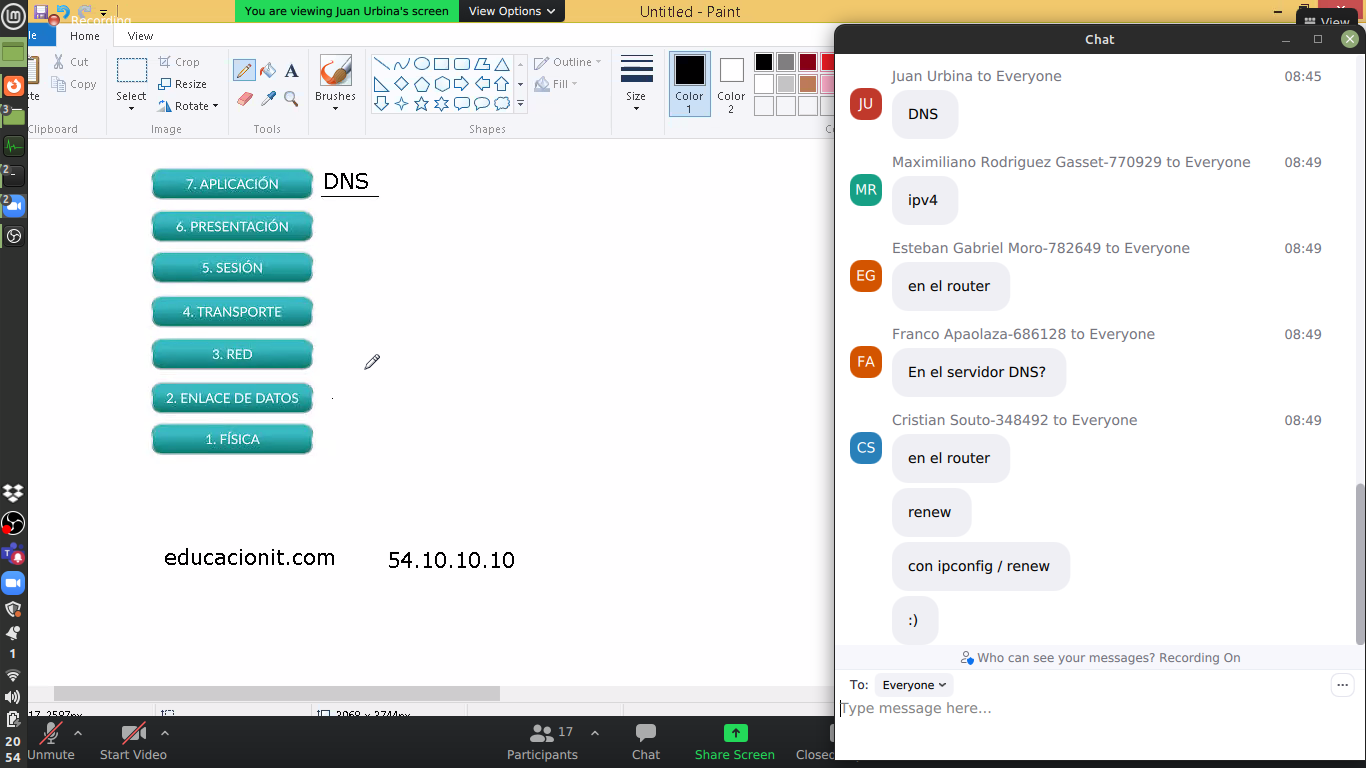 You are viewing Juan Urbina's screen
View Options
Untitled - Paint
Recording
View
Home
View
Cut
Copy
Clipboard
Select
Crop
Resize
Rotate
Image
A
Tools
Brushes
Outline
Fill
Shapes
Size
Color
1
Color
2
7. APLICACIÓN
DNS
6. PRESENTACIÓN
5. SESIÓN
4. TRANSPORTE
3. RED
2. ENLACE DE DATOS
1. FÍSICA
educacionit.com
54.10.10.10
Chat
Juan Urbina to Everyone
08:45
JU
DNS
Maximiliano Rodriguez Gasset-770929 to Everyone
08:49
MR
ipv4
Esteban Gabriel Moro-782649 to Everyone
08:49
EG
en el router
Franco Apaolaza-686128 to Everyone
08:49
FA
En el servidor DNS?
Cristian Souto-348492 to Everyone
08:49
CS
en el router
renew
con ipconfig / renew
:)
Who can see your messages? Recording On
To:
Everyone
Type message here...
Unmute
Start Video
Participants
17
Chat
Share Screen
3
2
2
1
20
54